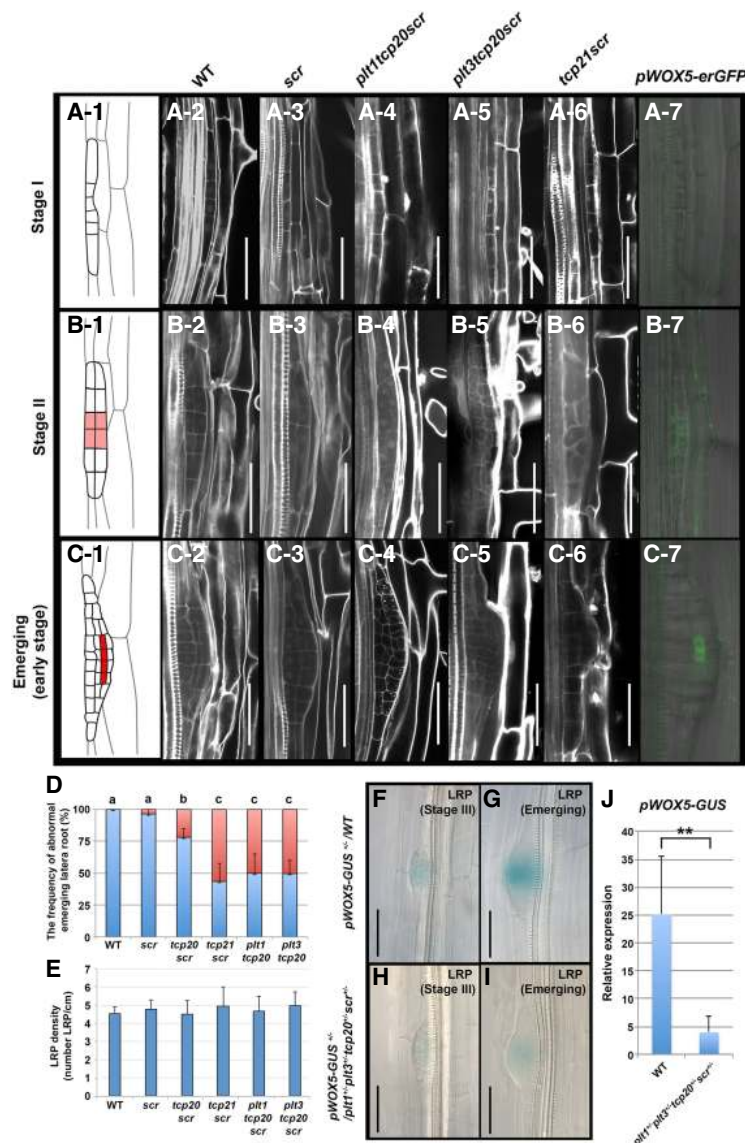 WT
scr
plt1tcp20scr
plt3tcp20scr
tcp21scr
pWOX5-erGFP
Stage I
A-1
A-2
A-3
A-4
A-5
A-6
A-7
Stage II
B-1
B-2
B-3
B-4
B-5
B-6
B-7
Emerging
(early stage)
C-1
C-2
C-3
C-4
C-5
C-6
C-7
D
The frequency of abnormal
emerging latera root (%)
100
75
50
25
0
a
a
b
c
c
c
WT
scr
tcp20
scr
tcp21
scr
plt1
tcp20
plt3
tcp20
E
LRP density
(number LRP/cm)
7
6
5
4
3
2
1
0
WT
scr
tcp20
scr
tcp21
scr
plt1
tcp20
scr
plt3
tcp20
scr
pWOX5-GUS +/-/WT
F
LRP
(Stage III)
G
LRP
(Emerging)
pWOX5-GUS +/-
/plt1+/-plt3+/-tcp20+/-scr+/-
H
LRP
(Stage III)
I
LRP
(Emerging)
J
pWOX5-GUS
Relative expression
40
35
30
25
20
15
10
5
0
**
WT
plt1+/-plt3+/-tcp20+/-scr+/-